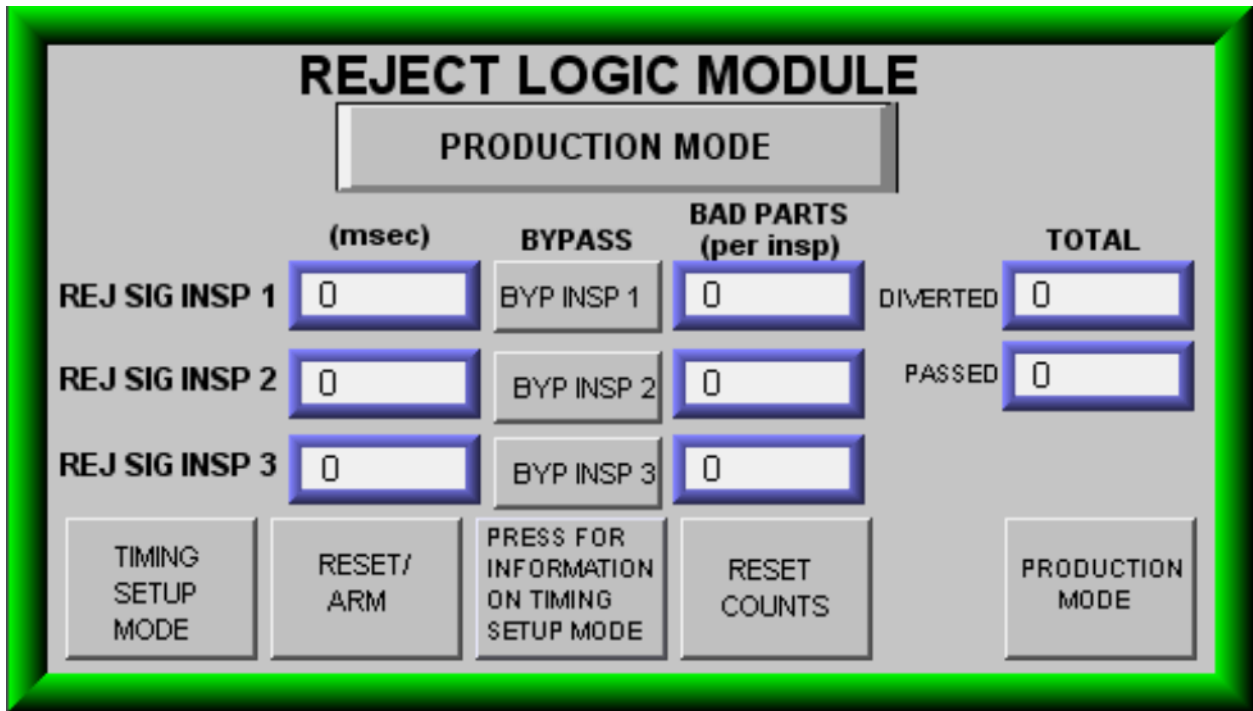 REJECT LOGIC MODULE
PRODUCTION MODE
(msec)
BYPASS
BAD PARTS
(per insp)
TOTAL
REJ SIG INSP 1
0
BYP INSP 1
0
DIVERTED
0
REJ SIG INSP 2
0
BYP INSP 2
0
PASSED
0
REJ SIG INSP 3
0
BYP INSP 3
0
TIMING
SETUP
MODE
RESET/
ARM
PRESS FOR
INFORMATION
ON TIMING
SETUP MODE
RESET
COUNTS
PRODUCTION
MODE